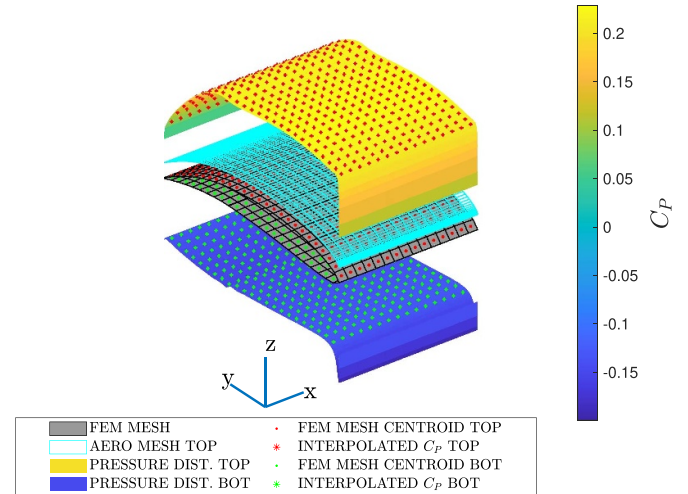 0.2
0.15
0.1
0.05
0
-0.05
-0.1
-0.15
C_P
z
y
x
FEM MESH
FEM MESH CENTROID TOP
AERO MESH TOP
INTERPOLATED C_P TOP
PRESSURE DIST. TOP
FEM MESH CENTROID BOT
PRESSURE DIST. BOT
INTERPOLATED C_P BOT